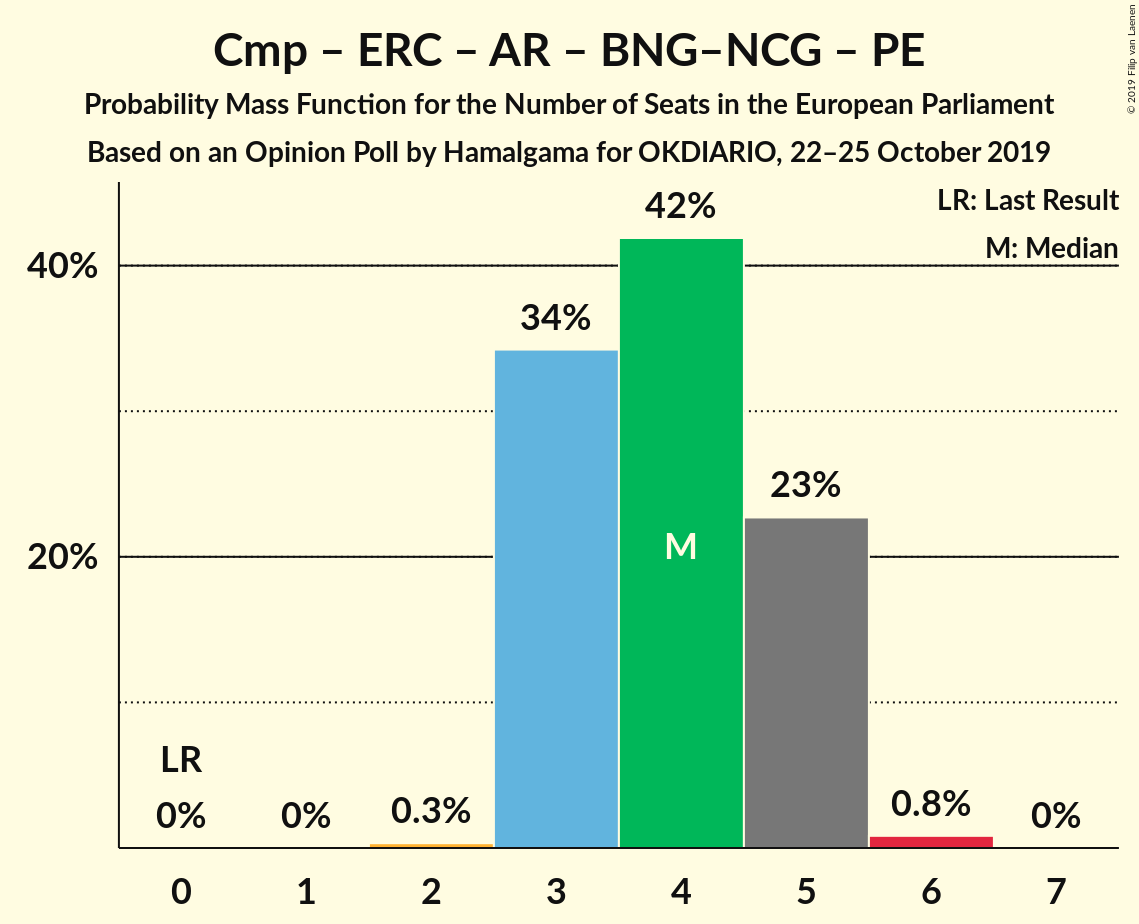 Cmp – ERC – AR – BNG–NCG – PE
Probability Mass Function for the Number of Seats in the European Parliament
Based on an Opinion Poll by Hamalgama for OKDIARIO, 22–25 October 2019
© 2019 Filip van Laenen
LR: Last Result
M: Median
40%
20%
42%
34%
23%
M
LR
0%
0%
0.3%
0.8%
0%
0 1 2 3 4 5 6 7